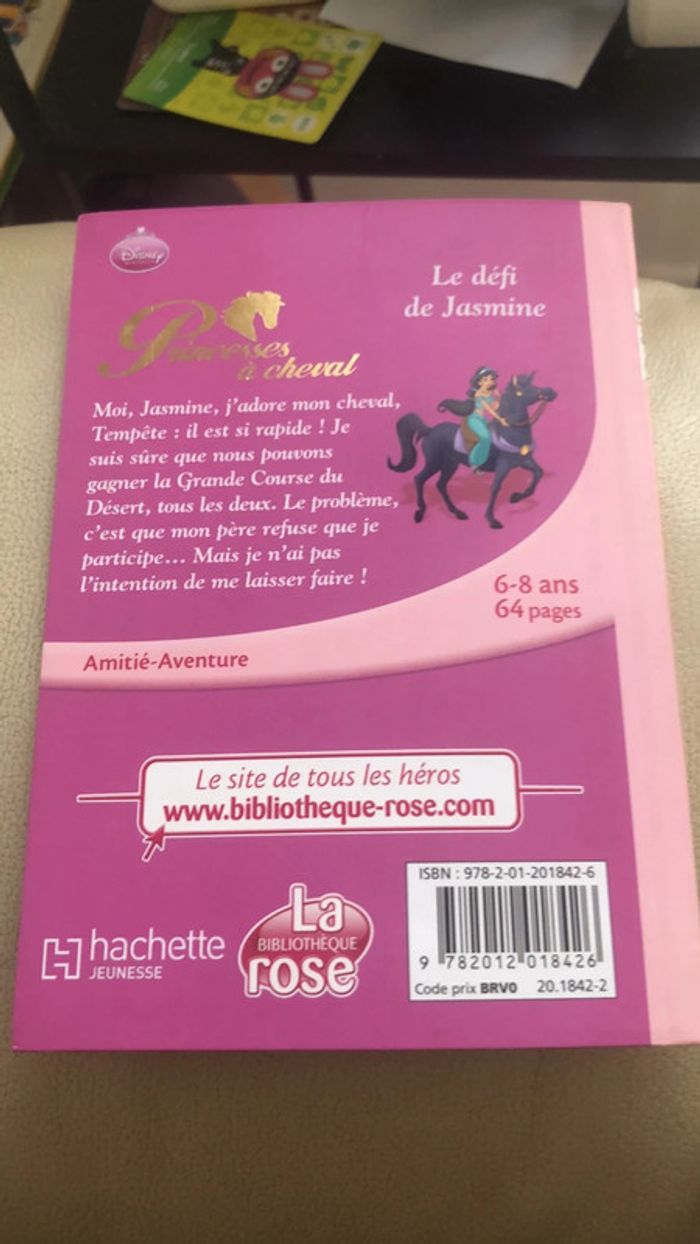 Disney
Le défi
de Jasmine
Princesses
à cheval
Moi, Jasmine, j'adore mon cheval,
Tempête : il est si rapide ! Je
suis sûre que nous pouvons
gagner la Grande Course du
Désert, tous les deux. Le problème,
c'est que mon père refuse que je
participe... Mais je n'ai pas
l'intention de me laisser faire !
6-8 ans
64 pages
Amitié-Aventure
Le site de tous les héros
www.bibliotheque-rose.com
ISBN : 978-2-01-201842-6
9 782012 018426
Code prix BRV0 20.1842-2
hachette
JEUNESSE
La
BIBLIOTHÈQUE
rose